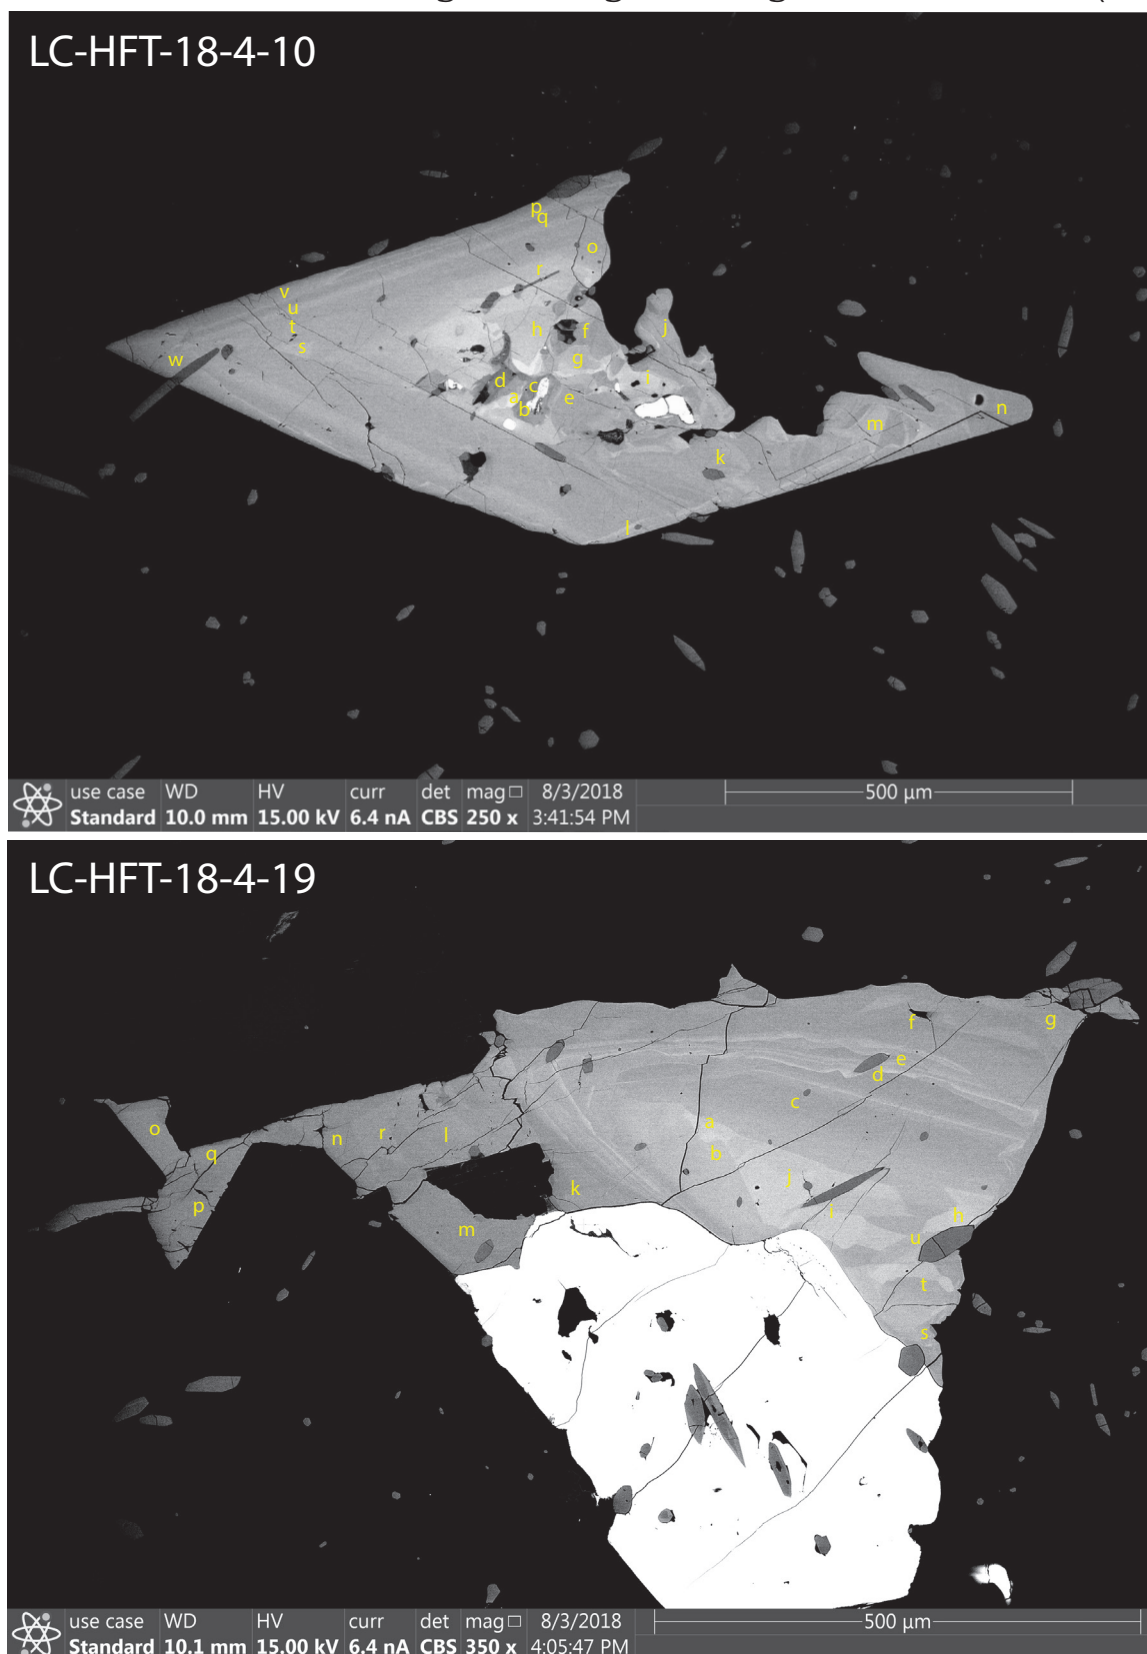 LC-HFT-18-4-10
p
q
o
r
v
u
t
s
w
h
f
j
g
d
c
i
a
b
e
n
m
k
l
use case WD HV curr det mag□ 8/3/2018 500 µm
Standard 10.0 mm 15.00 kV 6.4 nA CBS 250 x 3:41:54 PM
LC-HFT-18-4-19
f
g
e
d
c
o
a
n
r
l
q
b
j
k
p
i
h
m
u
t
s
use case WD HV curr det mag□ 8/3/2018 500 µm
Standard 10.1 mm 15.00 kV 6.4 nA CBS 350 x 4:05:47 PM